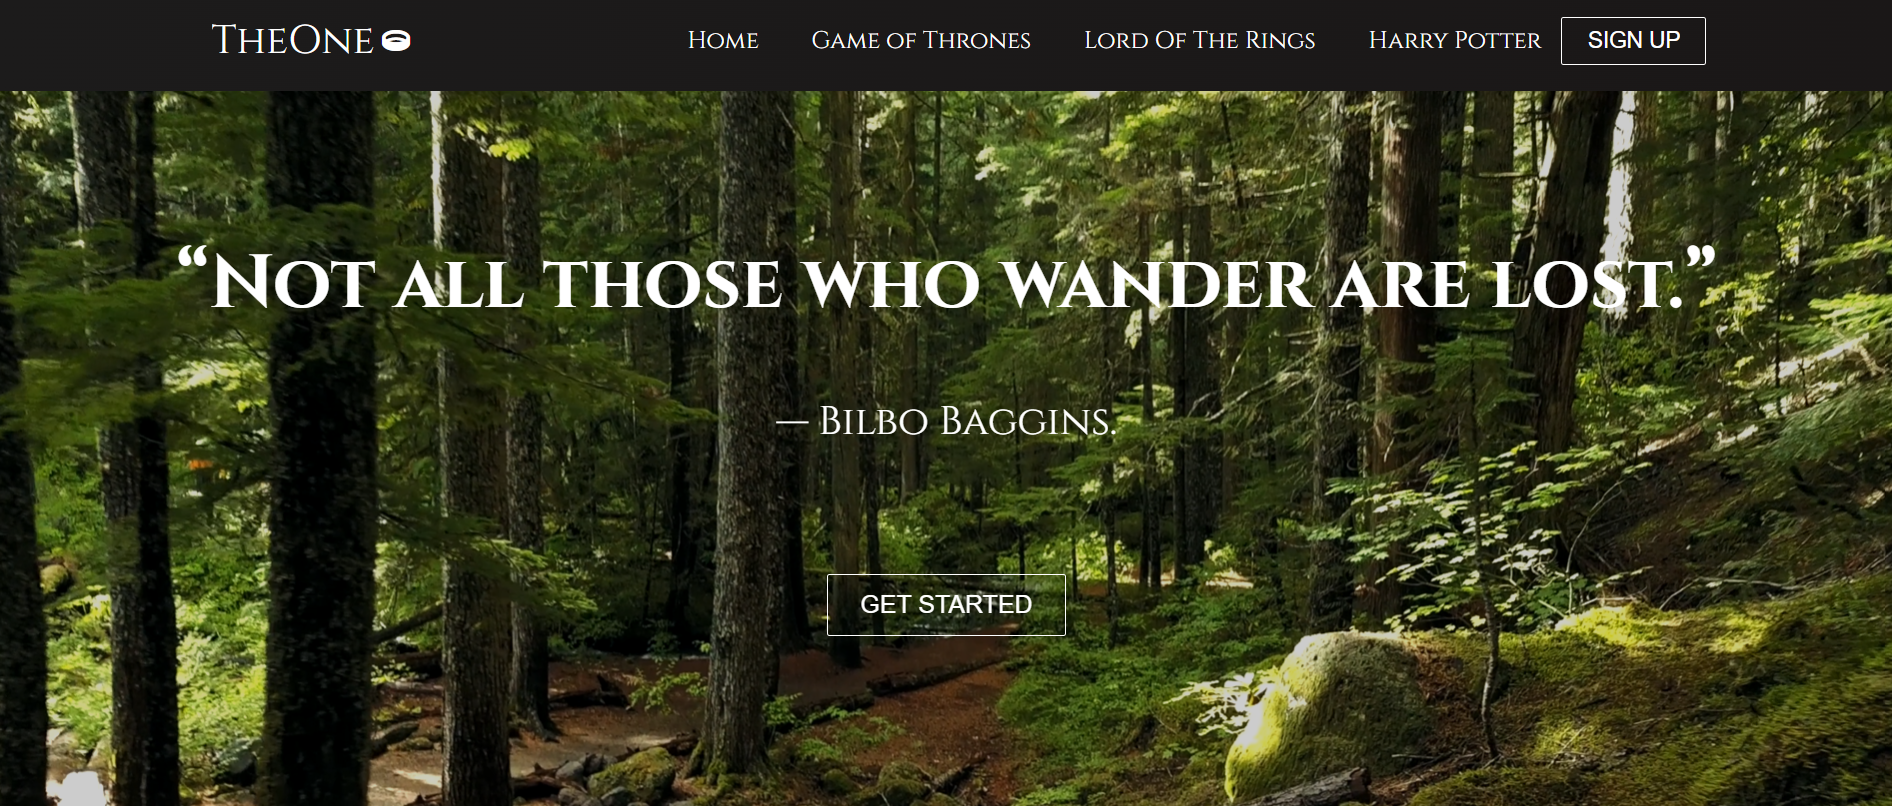 TheOne
Home Game of Thrones Lord Of The Rings Harry Potter SIGN UP
“Not all those who wander are lost.”
— Bilbo Baggins.
GET STARTED